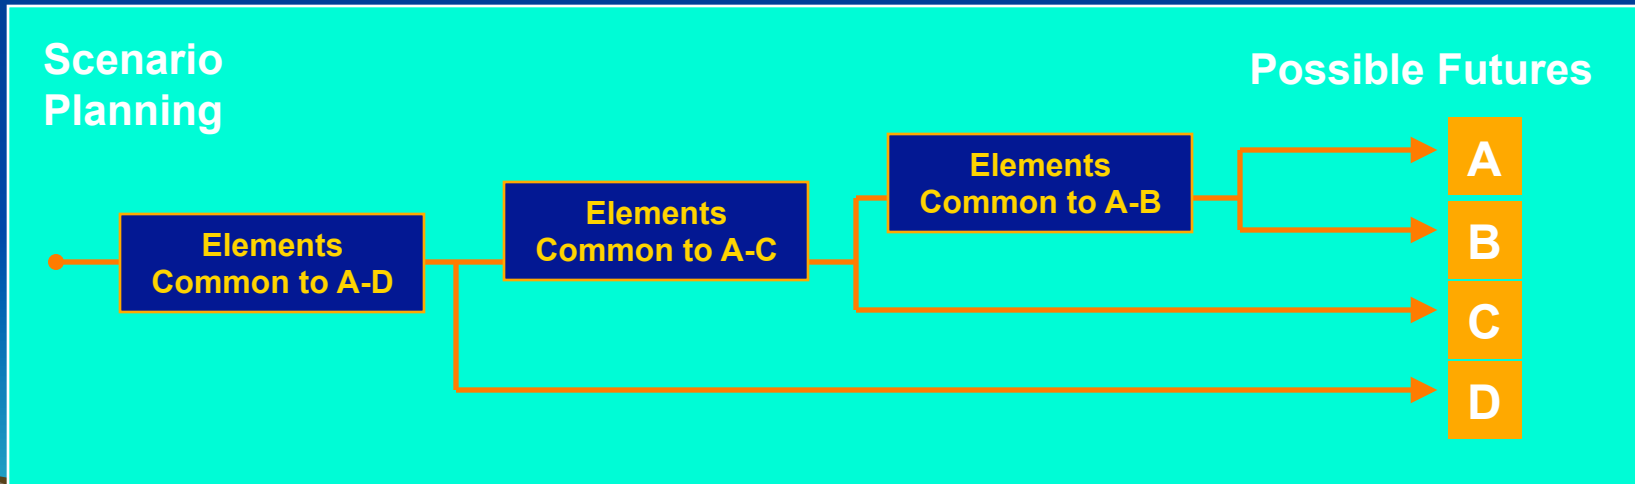 Scenario
Planning
Possible Futures
Elements
Common to A-D
Elements
Common to A-C
Elements
Common to A-B
A
B
C
D